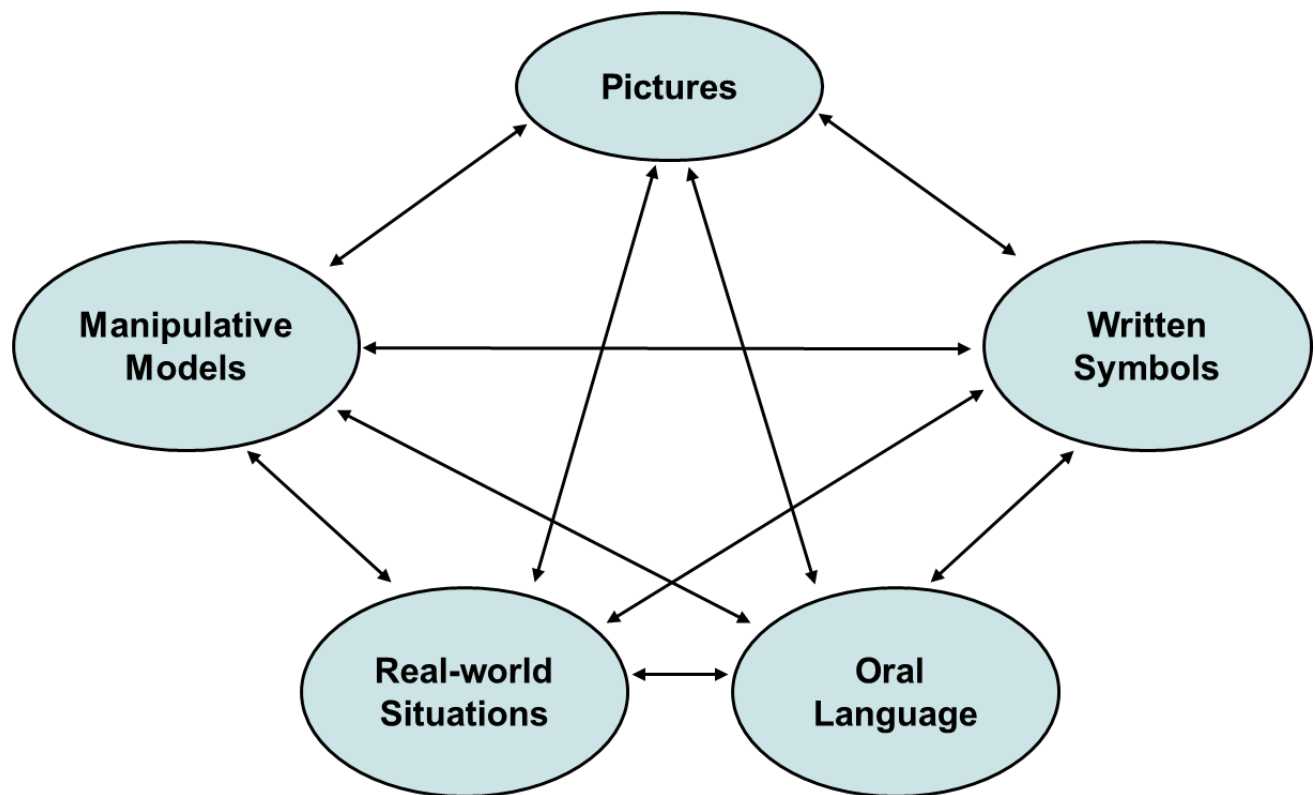 Pictures
Manipulative
Models
Written
Symbols
Real-world
Situations
Oral
Language